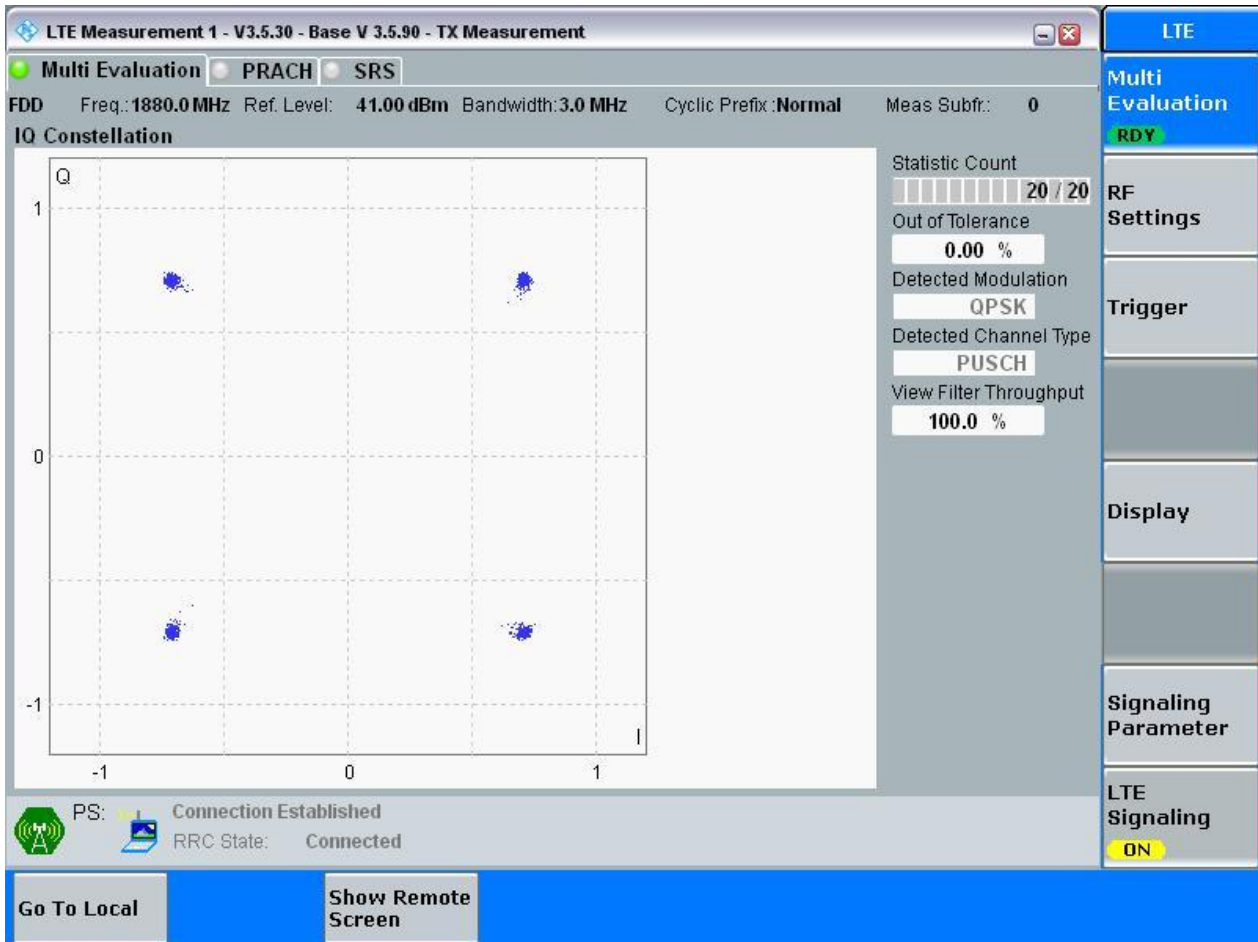 LTE Measurement 1 - V3.5.30 - Base V 3.5.90 - TX Measurement
Multi Evaluation PRACH SRS
FDD Freq.: 1880.0 MHz Ref. Level: 41.00 dBm Bandwidth: 3.0 MHz Cyclic Prefix : Normal Meas Subfr.: 0
IQ Constellation
Q
1
0
-1
-1 0 1
I
Statistic Count
20 / 20
Out of Tolerance
0.00 %
Detected Modulation
QPSK
Detected Channel Type
PUSCH
View Filter Throughput
100.0 %
PS: Connection Established
RRC State: Connected
LTE
Multi
Evaluation
RDY
RF
Settings
Trigger
Display
Signaling
Parameter
LTE
Signaling
ON
Go To Local
Show Remote
Screen